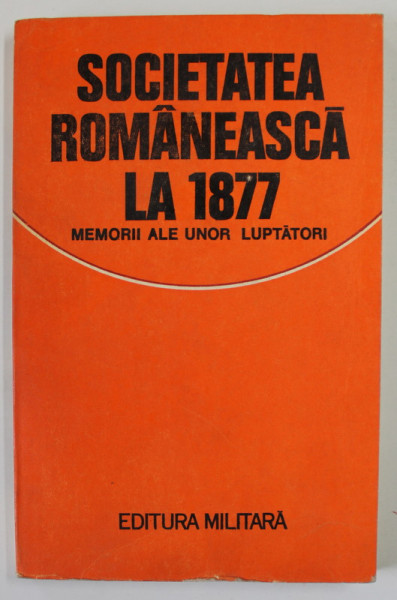 SOCIETATEA
ROMÂNEASCĂ
LA 1877
MEMORII ALE UNOR LUPTĂTORI
EDITURA MILITARĂ